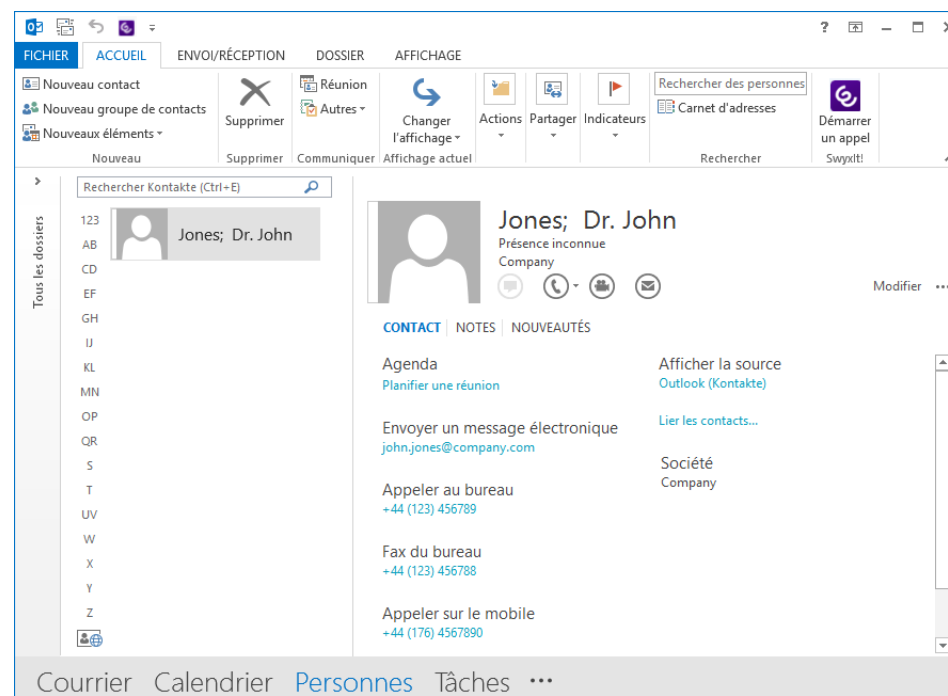 ?
FICHIER ACCUEIL ENVOI/RÉCEPTION DOSSIER AFFICHAGE
Nouveau contact
Nouveau groupe de contacts
Nouveaux éléments
Nouveau
Supprimer
Supprimer
Réunion
Autres
Communiquer
Changer
l'affichage
Affichage actuel
Actions Partager Indicateurs
Rechercher des personnes
Carnet d'adresses
Rechercher
Démarrer
un appel
SwyxIt!
Tous les dossiers
Rechercher Kontakte (Ctrl+E)
123
AB
CD
EF
GH
IJ
KL
MN
OP
QR
S
T
UV
W
X
Y
Z
Jones; Dr. John
Jones; Dr. John
Présence inconnue
Company
Modifier ...
CONTACT NOTES NOUVEAUTÉS
Agenda
Planifier une réunion
Envoyer un message électronique
john.jones@company.com
Appeler au bureau
+44 (123) 456789
Fax du bureau
+44 (123) 456788
Appeler sur le mobile
+44 (176) 4567890
Afficher la source
Outlook (Kontakte)
Lier les contacts...
Société
Company
Courrier Calendrier Personnes Tâches ...